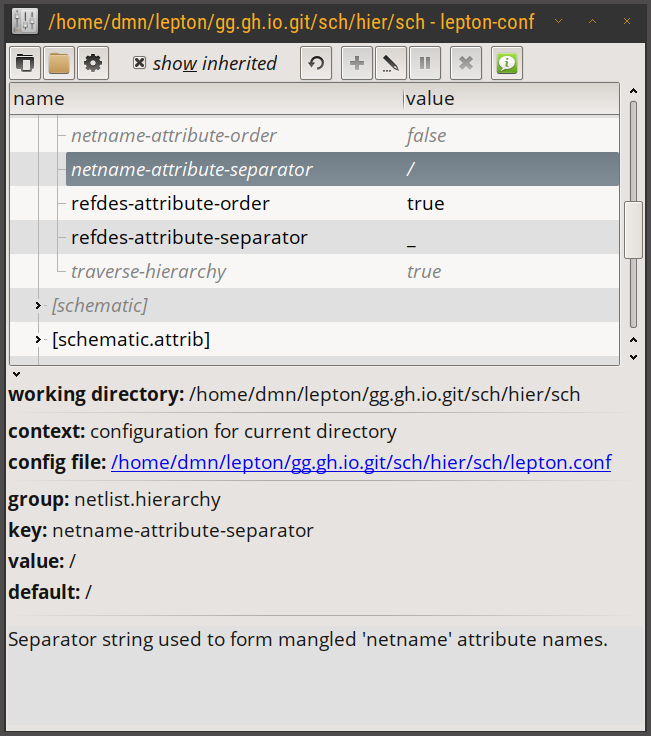 /home/dmn/lepton/gg.gh.io.git/sch/hier/sch - lepton-conf
show inherited
name value
netname-attribute-order false
netname-attribute-separator /
refdes-attribute-order true
refdes-attribute-separator _
traverse-hierarchy true
[schematic]
[schematic.attrib]
working directory: /home/dmn/lepton/gg.gh.io.git/sch/hier/sch
context: configuration for current directory
config file: /home/dmn/lepton/gg.gh.io.git/sch/hier/sch/lepton.conf
group: netlist.hierarchy
key: netname-attribute-separator
value: /
default: /
Separator string used to form mangled 'netname' attribute names.